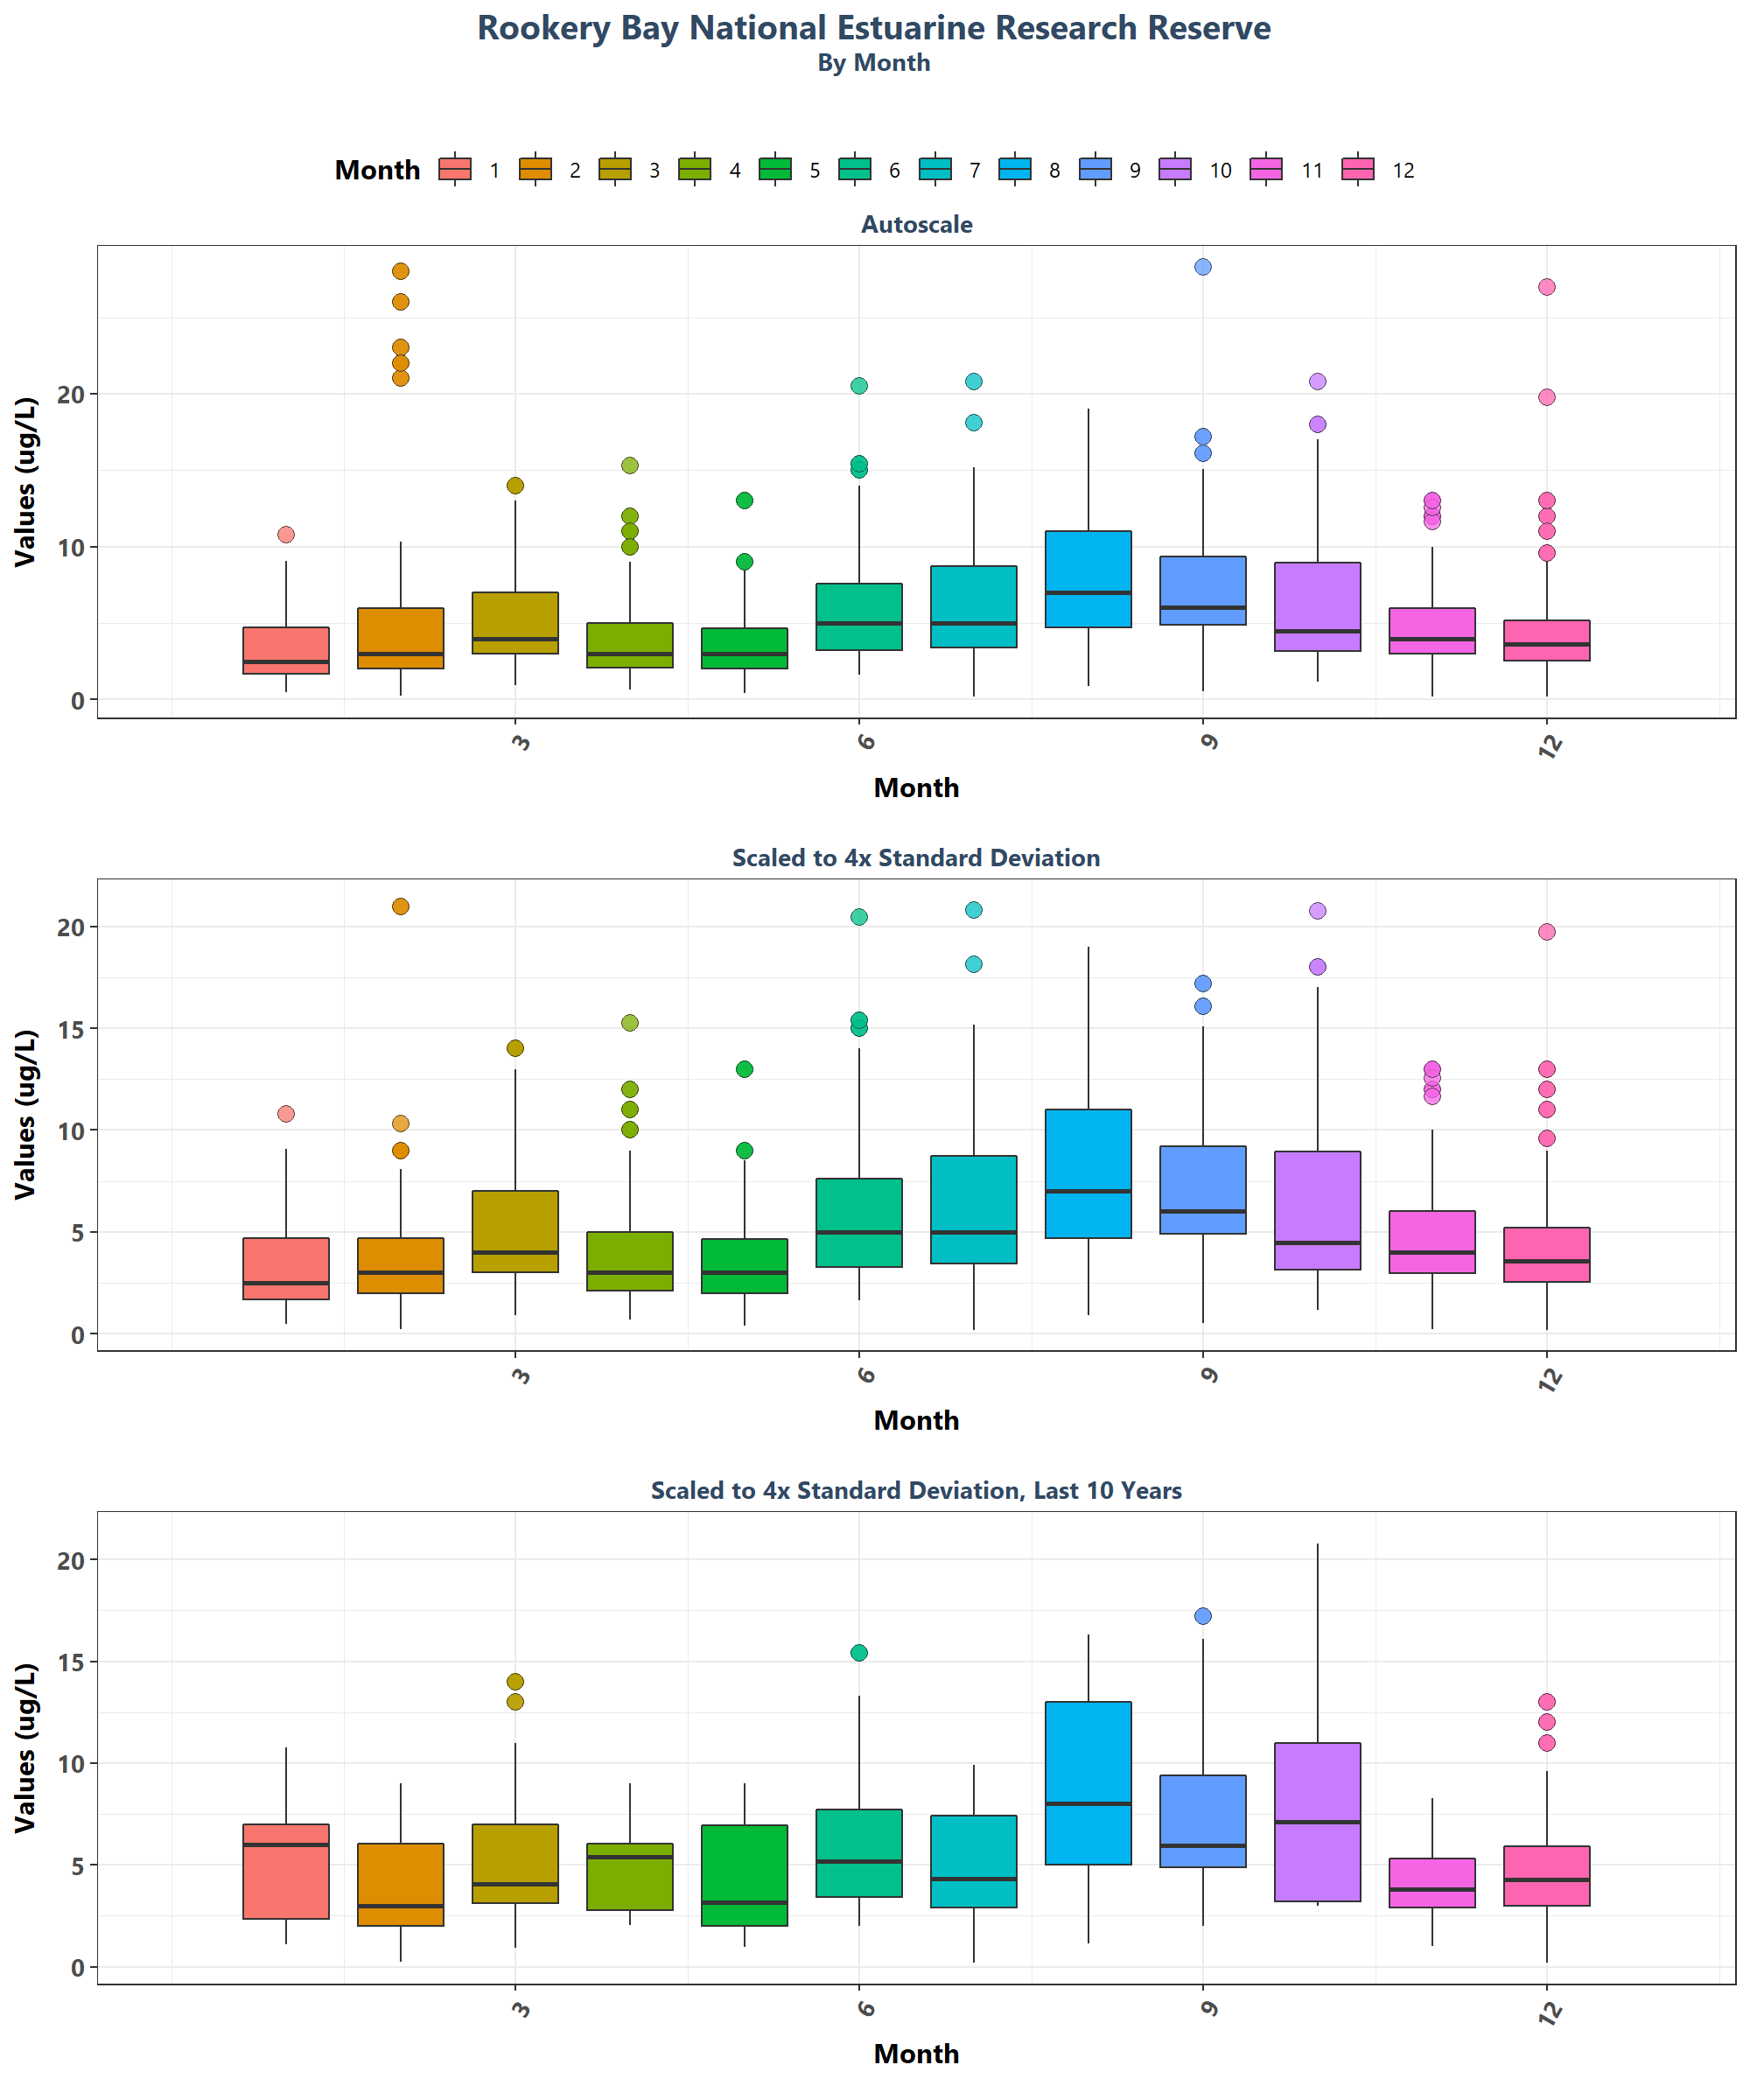 Rookery Bay National Estuarine Research Reserve
By Month
Month 1 2 3 4 5 6 7 8 9 10 11 12
Autoscale
Values (ug/L)
20
10
0
3 6 9 12
Month
Scaled to 4x Standard Deviation
Values (ug/L)
20
15
10
5
0
3 6 9 12
Month
Scaled to 4x Standard Deviation, Last 10 Years
Values (ug/L)
20
15
10
5
0
3 6 9 12
Month